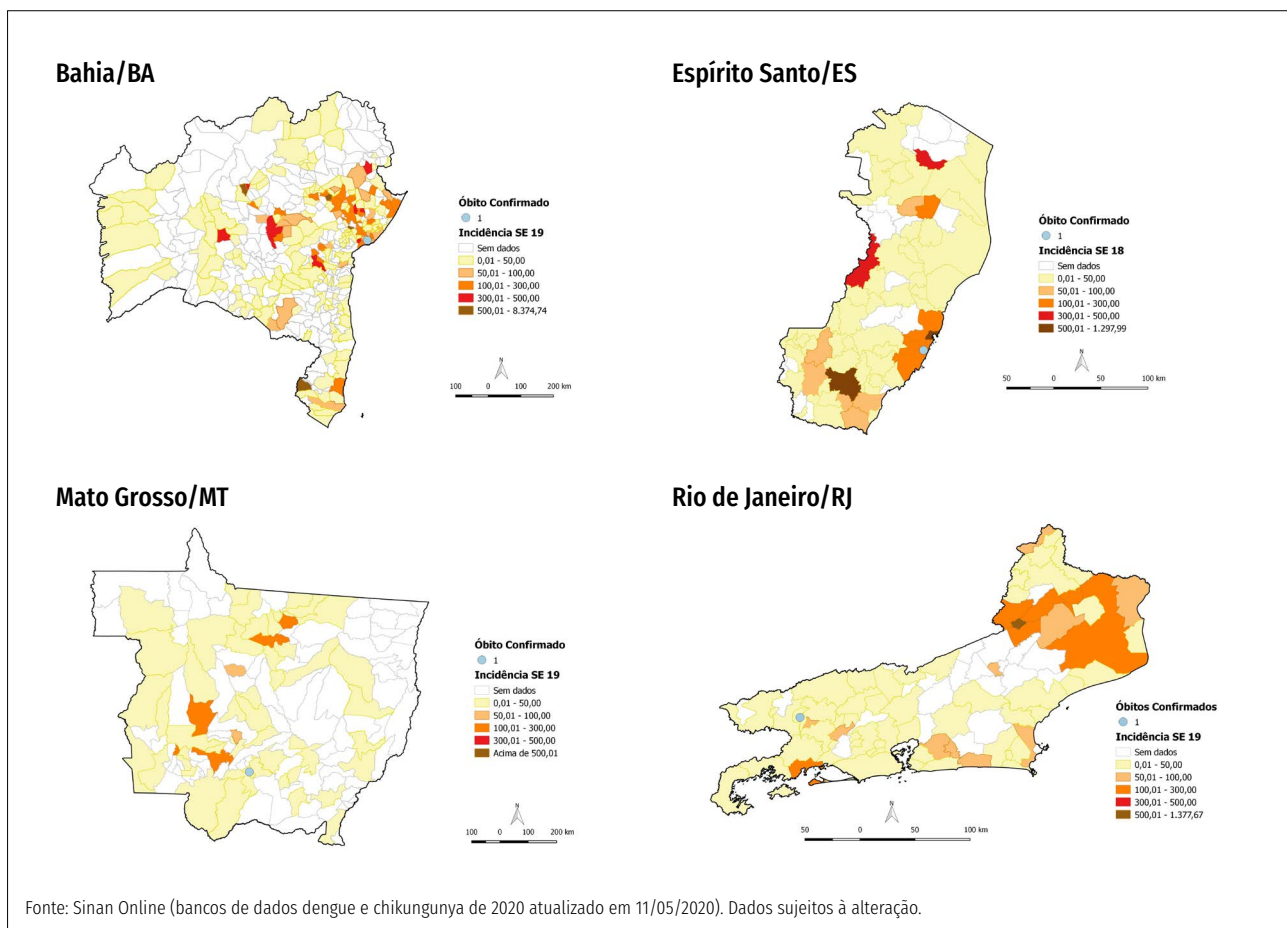 Bahia/BA
Óbito Confirmado
1
Incidência SE 19
Sem dados
0,01 - 50,00
50,01 - 100,00
100,01 - 300,00
300,01 - 500,00
500,01 - 8.374,74
N
100 0 100 200 km
Espírito Santo/ES
Óbito Confirmado
1
Incidência SE 18
Sem dados
0,01 - 50,00
50,01 - 100,00
100,01 - 300,00
300,01 - 500,00
500,01 - 1.297,99
N
50 0 50 100 km
Mato Grosso/MT
Óbito Confirmado
1
Incidência SE 19
Sem dados
0,01 - 50,00
50,01 - 100,00
100,01 - 300,00
300,01 - 500,00
Acima de 500,01
N
100 0 100 200 km
Rio de Janeiro/RJ
Óbitos Confirmados
1
Incidência SE 19
Sem dados
0,01 - 50,00
50,01 - 100,00
100,01 - 300,00
300,01 - 500,00
500,01 - 1.377,67
N
50 0 50 100 km
Fonte: Sinan Online (bancos de dados dengue e chikungunya de 2020 atualizado em 11/05/2020). Dados sujeitos à alteração.